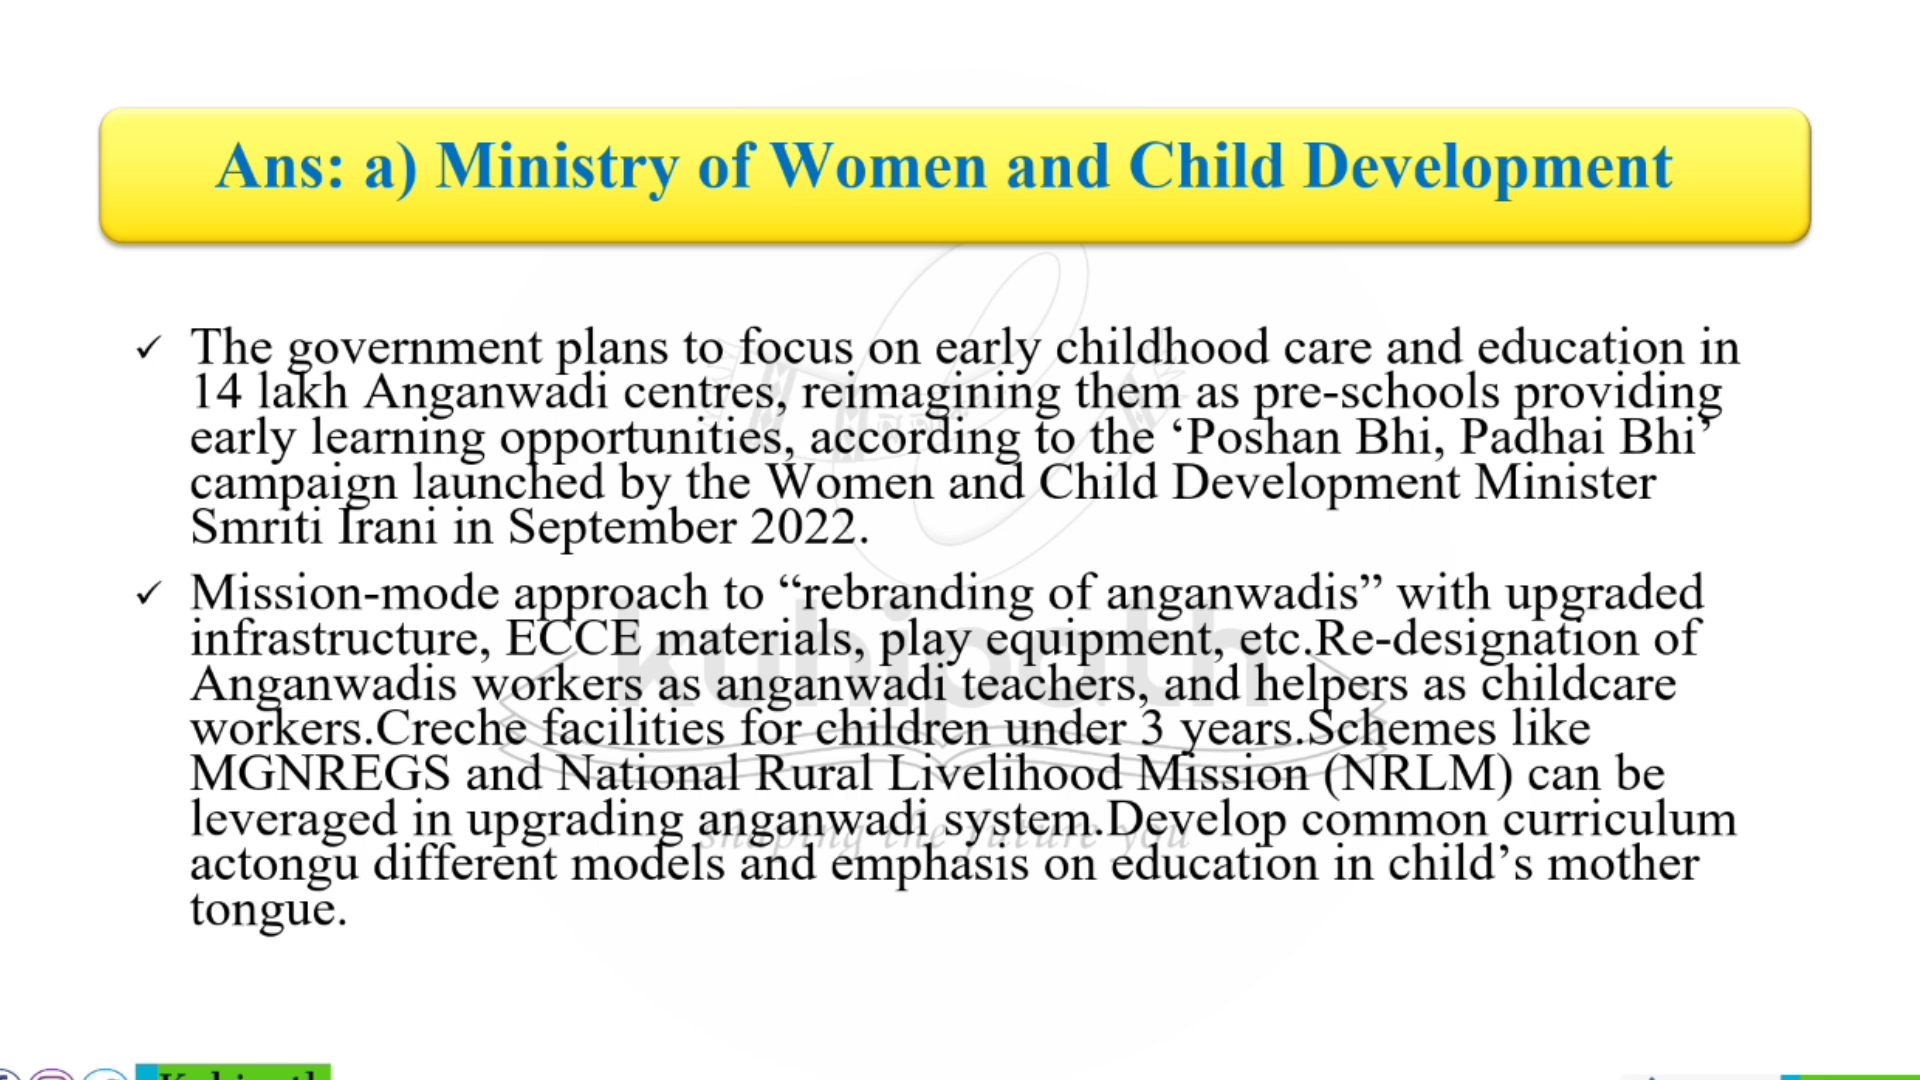 Ans: a) Ministry of Women and Child Development
✓ The government plans to focus on early childhood care and education in
14 lakh Anganwadi centres, reimagining them as pre-schools providing
early learning opportunities, according to the ‘Poshan Bhi, Padhai Bhi’
campaign launched by the Women and Child Development Minister
Smriti Irani in September 2022.
✓ Mission-mode approach to “rebranding of anganwadis” with upgraded
infrastructure, ECCE materials, play equipment, etc.Re-designation of
Anganwadis workers as anganwadi teachers, and helpers as childcare
workers.Creche facilities for children under 3 years.Schemes like
MGNREGS and National Rural Livelihood Mission (NRLM) can be
leveraged in upgrading anganwadi system.Develop common curriculum
actongu different models and emphasis on education in child’s mother
tongue.
kuhipath
shaping the future you